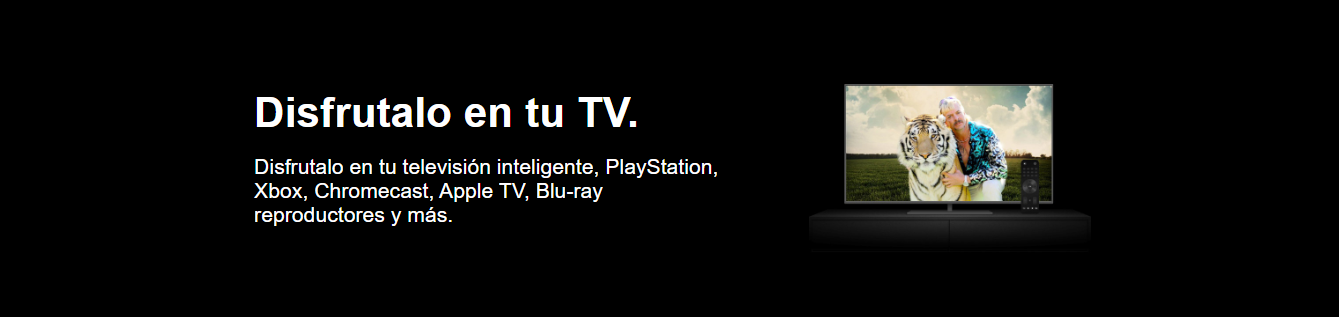 Disfrutalo en tu TV.
Disfrutalo en tu televisión inteligente, PlayStation,
Xbox, Chromecast, Apple TV, Blu-ray
reproductores y más.